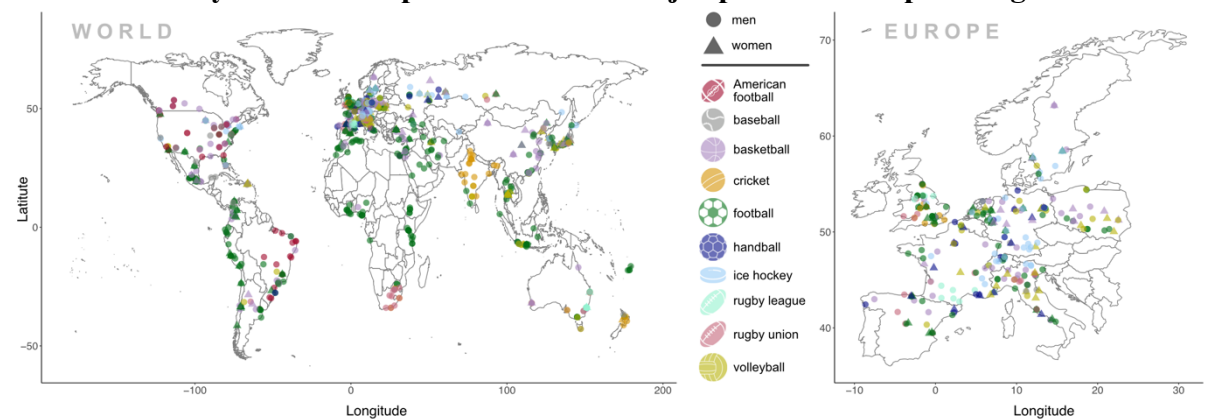 WORLD
50
0
−50
Latitute
−100
0
100
200
Longitude
men
women
American
football
baseball
basketball
cricket
football
handball
ice hockey
rugby league
rugby union
volleyball
EUROPE
70
60
50
40
−10
0
10
20
30
Longitude